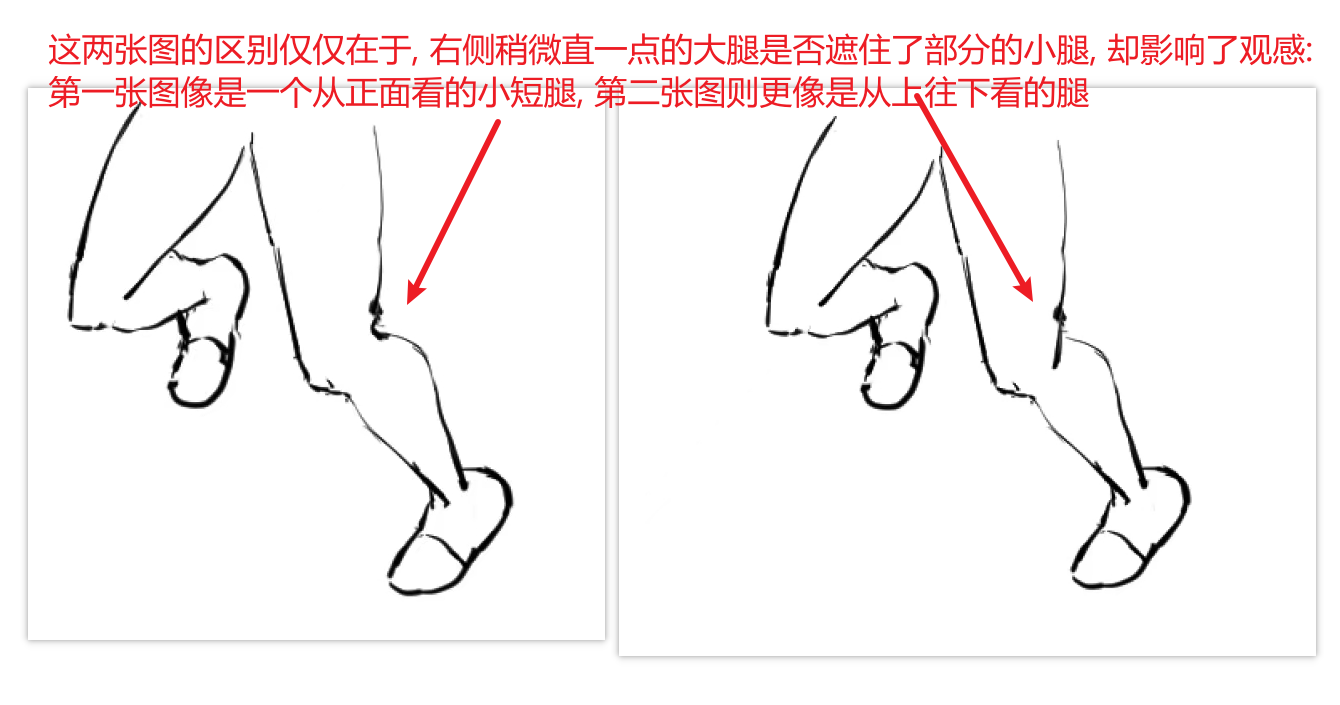 这两张图的区别仅仅在于, 右侧稍微直一点的大腿是否遮住了部分的小腿, 却影响了观感:
第一张图像是一个从正面看的小短腿, 第二张图则更像是从上往下看的腿